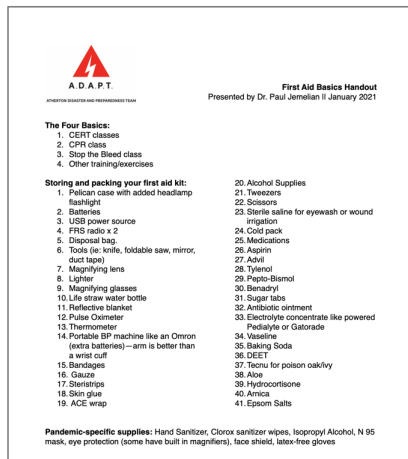 A.D.A.P.T.
ATHERTON DISASTER AND PREPAREDNESS TEAM
First Aid Basics Handout
Presented by Dr. Paul Jemelian II January 2021
The Four Basics:
1. CERT classes
2. CPR class
3. Stop the Bleed class
4. Other training/exercises
Storing and packing your first aid kit:
1. Pelican case with added headlamp
flashlight
2. Batteries
3. USB power source
4. FRS radio x 2
5. Disposal bag.
6. Tools (ie: knife, foldable saw, mirror,
duct tape)
7. Magnifying lens
8. Lighter
9. Magnifying glasses
10. Life straw water bottle
11. Reflective blanket
12. Pulse Oximeter
13. Thermometer
14. Portable BP machine like an Omron
(extra batteries)—arm is better than
a wrist cuff
15. Bandages
16. Gauze
17. Steristrips
18. Skin glue
19. ACE wrap
20. Alcohol Supplies
21. Tweezers
22. Scissors
23. Sterile saline for eyewash or wound
irrigation
24. Cold pack
25. Medications
26. Aspirin
27. Advil
28. Tylenol
29. Pepto-Bismol
30. Benadryl
31. Sugar tabs
32. Antibiotic ointment
33. Electrolyte concentrate like powered
Pedialyte or Gatorade
34. Vaseline
35. Baking Soda
36. DEET
37. Tecnu for poison oak/ivy
38. Aloe
39. Hydrocortisone
40. Arnica
41. Epsom Salts
Pandemic-specific supplies: Hand Sanitizer, Clorox sanitizer wipes, Isopropyl Alcohol, N 95
mask, eye protection (some have built in magnifiers), face shield, latex-free gloves